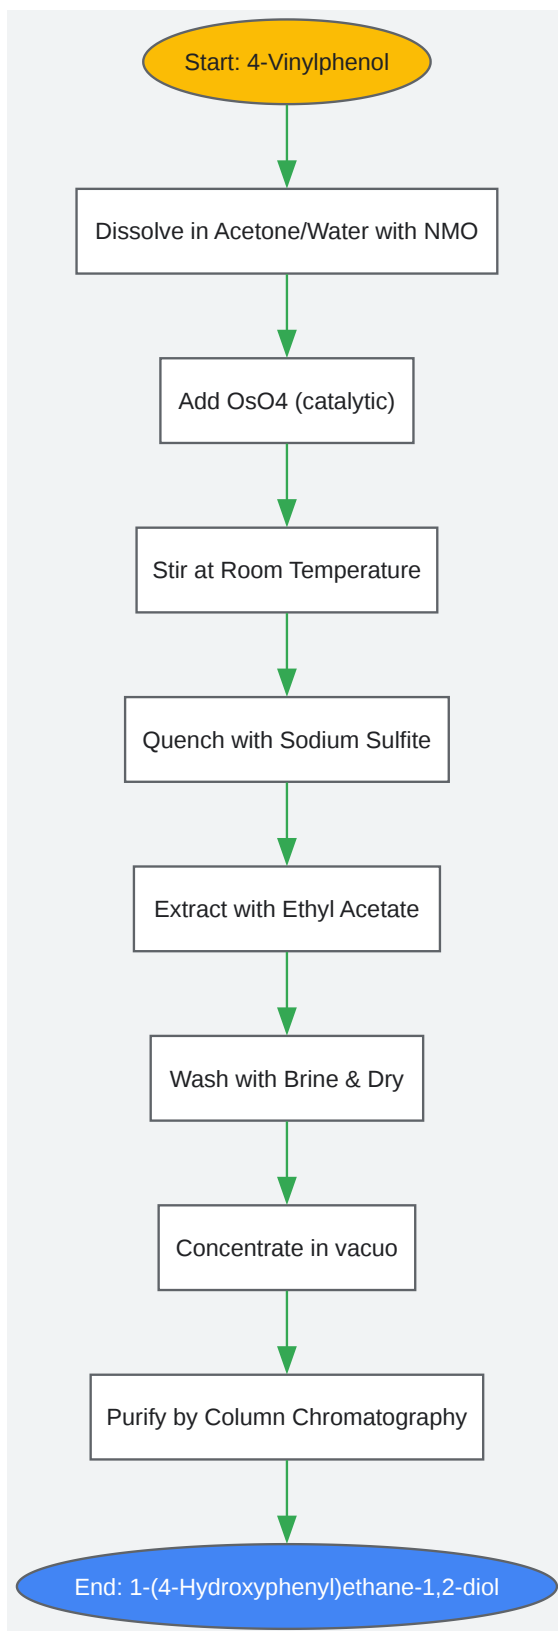 Start: 4-Vinylphenol
Dissolve in Acetone/Water with NMO
Add OsO4 (catalytic)
Stir at Room Temperature
Quench with Sodium Sulfite
Extract with Ethyl Acetate
Wash with Brine & Dry
Concentrate in vacuo
Purify by Column Chromatography
End: 1-(4-Hydroxyphenyl)ethane-1,2-diol